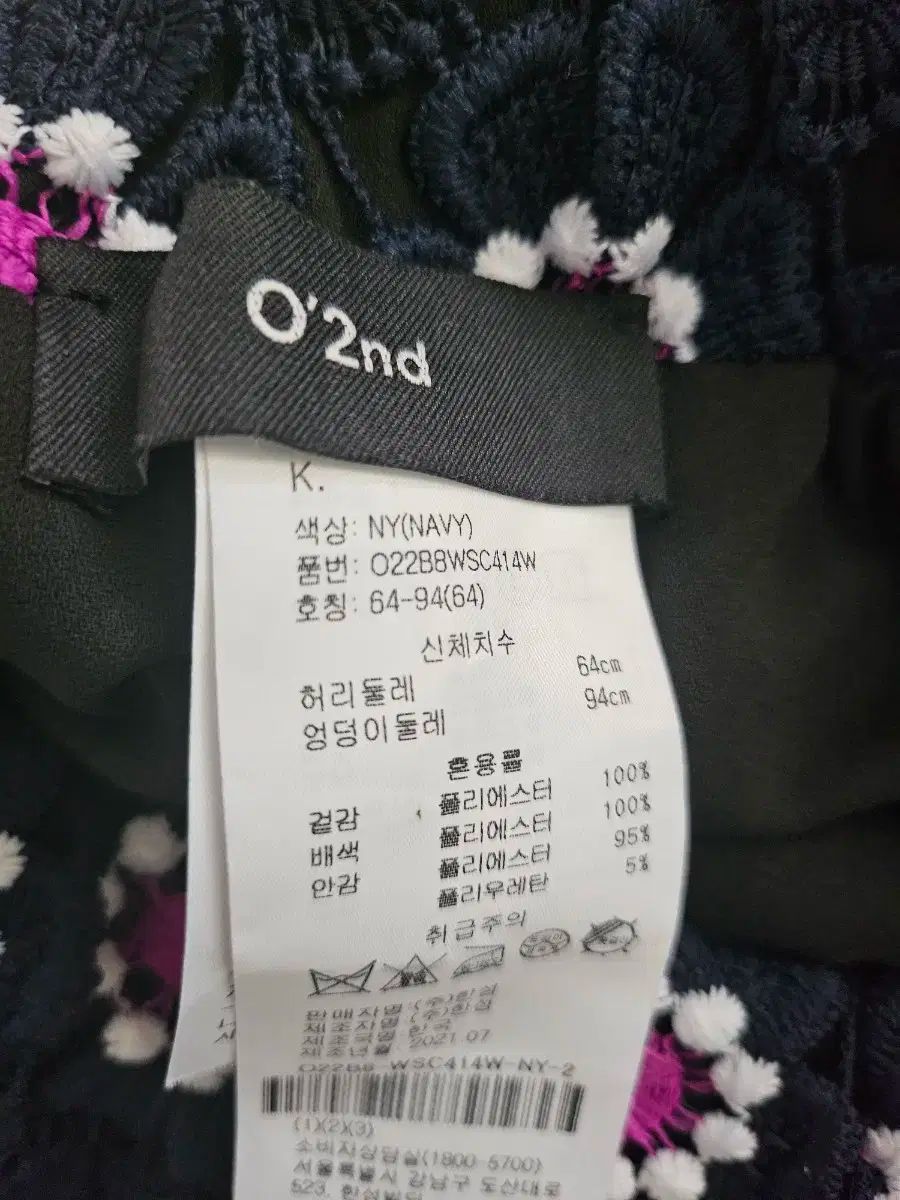 O'2nd
K.
색상: NY(NAVY)
품번: O22B8WSC414W
호칭: 64-94(64)
신체치수
허리둘레 64cm
엉덩이둘레 94cm
혼용률
겉감 폴리에스터 100%
배색 폴리에스터 100%
안감 폴리에스터 95%
폴리우레탄 5%
취급주의
판매자명:(주)한섬
제조자명:(주)한섬
제조국명:한국
제조년월: 2021.07
O22B8-WSC414W-NY-2
(1)(2)(3)
소비자상담실(1800-5700)
서울특별시 강남구 도산대로
523, 한섬빌딩